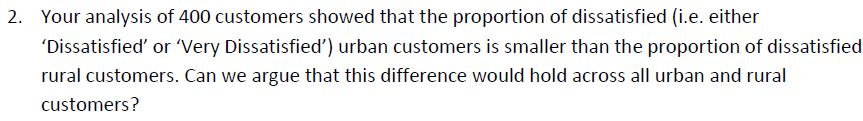 2. Your analysis of 400 customers showed that the proportion of dissatisfied (i.e. either
‘Dissatisfied’ or ‘Very Dissatisfied’) urban customers is smaller than the proportion of dissatisfied
rural customers. Can we argue that this difference would hold across all urban and rural
customers?